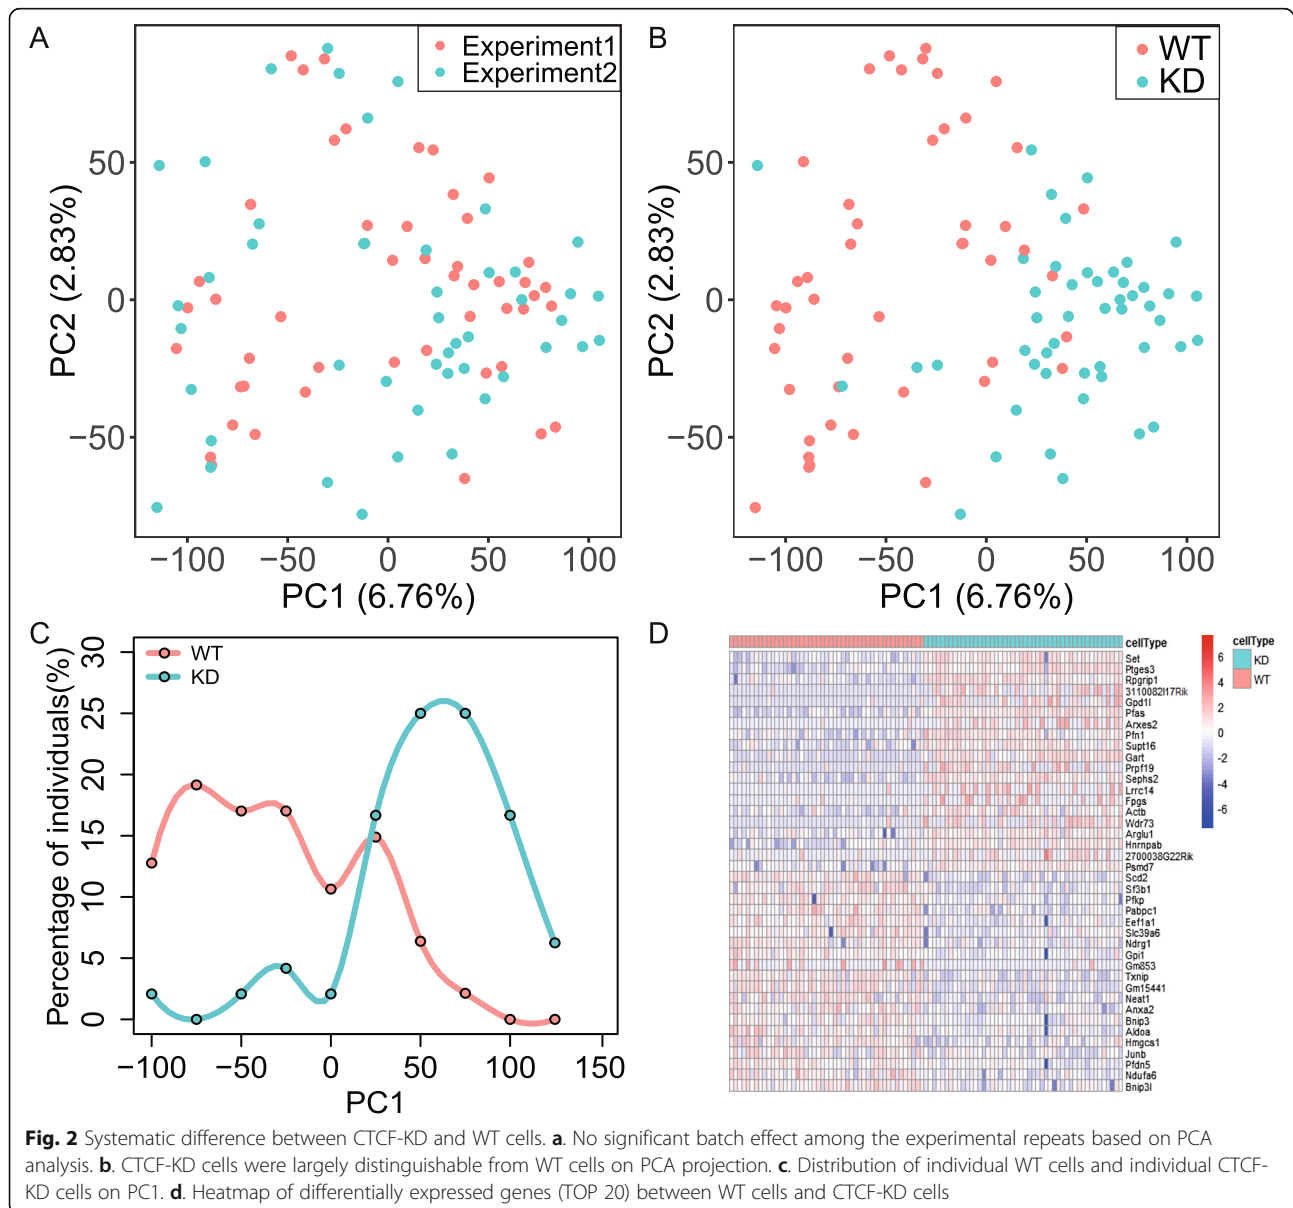 A
Experiment1
Experiment2
50
0
−50
PC2 (2.83%)
−100
−50
0
50
100
PC1 (6.76%)
B
WT
KD
50
0
−50
PC2 (2.83%)
−100
−50
0
50
100
PC1 (6.76%)
C
WT
KD
30
25
20
15
10
5
0
Percentage of individuals(%)
−100
−50
0
50
100
150
PC1
D
cellType
Set
Ptges3
Rpgrip1
3110082I17Rik
Gpd1l
Pfas
Arxes2
Pfn1
Supt16
Gart
Prpf19
Sephs2
Lrrc14
Fpgs
Actb
Wdr73
Arglu1
Hnrnpab
2700038G22Rik
Psmd7
Scd2
Sf3b1
Pfkp
Pabpc1
Eef1a1
Slc39a6
Ndrg1
Gpi1
Gm853
Txnip
Gm15441
Neat1
Anxa2
Bnip3
Aldoa
Hmgcs1
Junb
Pfdn5
Ndufa6
Bnip3l
6
4
2
0
-2
-4
-6
cellType
KD
WT
Fig. 2 Systematic difference between CTCF-KD and WT cells. a. No significant batch effect among the experimental repeats based on PCA
analysis. b. CTCF-KD cells were largely distinguishable from WT cells on PCA projection. c. Distribution of individual WT cells and individual CTCF-
KD cells on PC1. d. Heatmap of differentially expressed genes (TOP 20) between WT cells and CTCF-KD cells